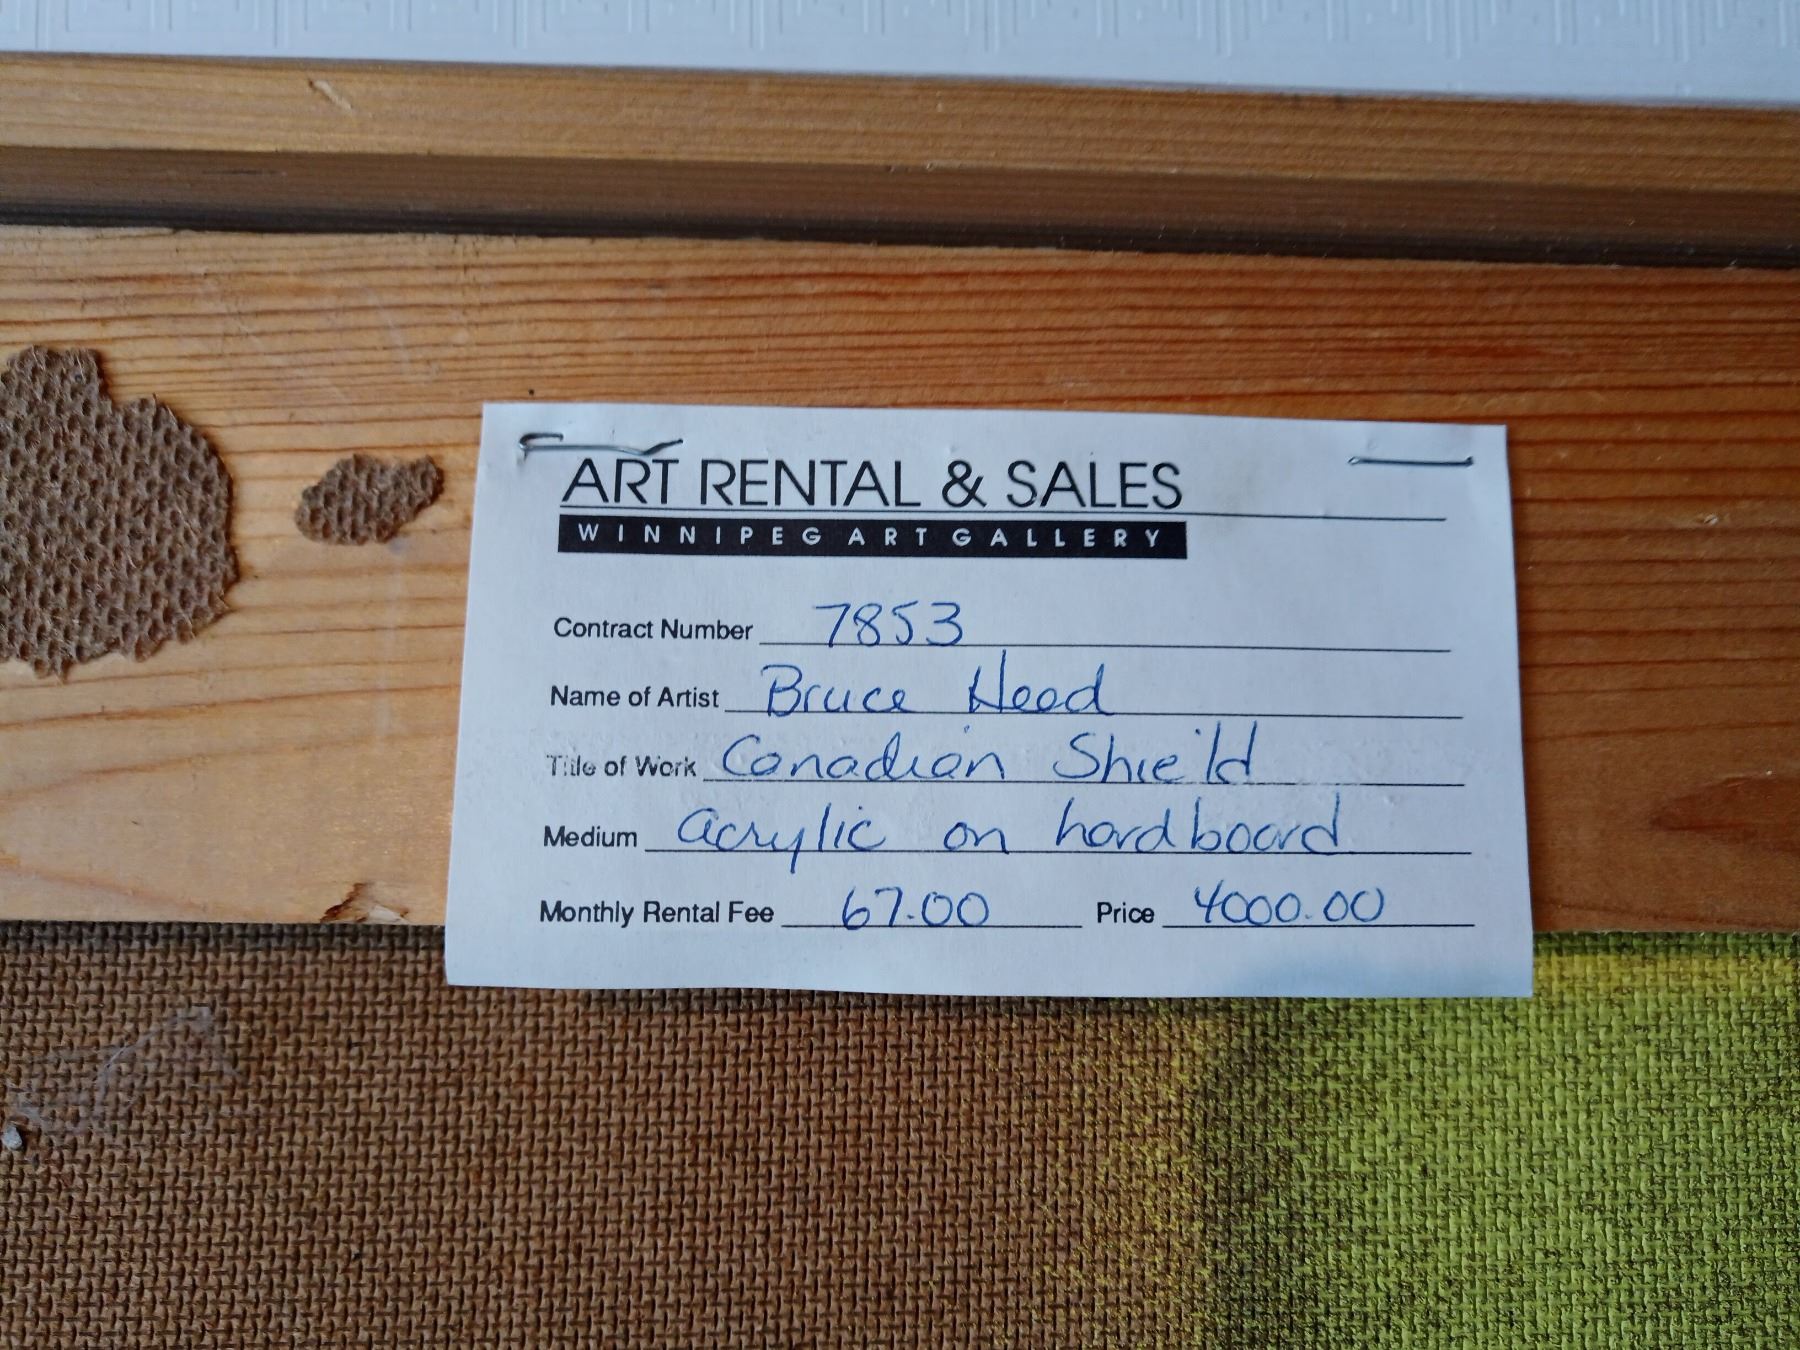 ART RENTAL & SALES
WINNIPEG ART GALLERY
Contract Number 7853
Name of Artist Bruce Head
Title of Work Canadian Shield
Medium acrylic on hardboard
Monthly Rental Fee 67.00 Price 4000.00